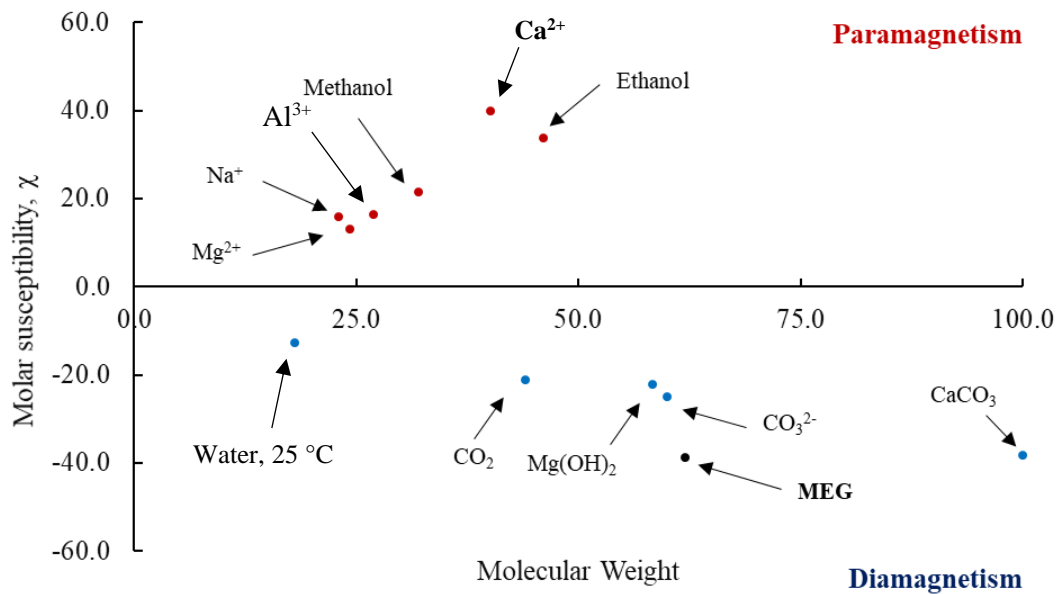 60.0
Paramagnetism
Ca²⁺
Methanol
Ethanol
40.0
Al³⁺
Na⁺
20.0
Mg²⁺
0.0
0.0 25.0 50.0 75.0 100.0
Molar susceptibility, χ
-20.0
CaCO₃
CO₃²⁻
Water, 25 °C
CO₂
Mg(OH)₂
-40.0
MEG
-60.0
Molecular Weight
Diamagnetism